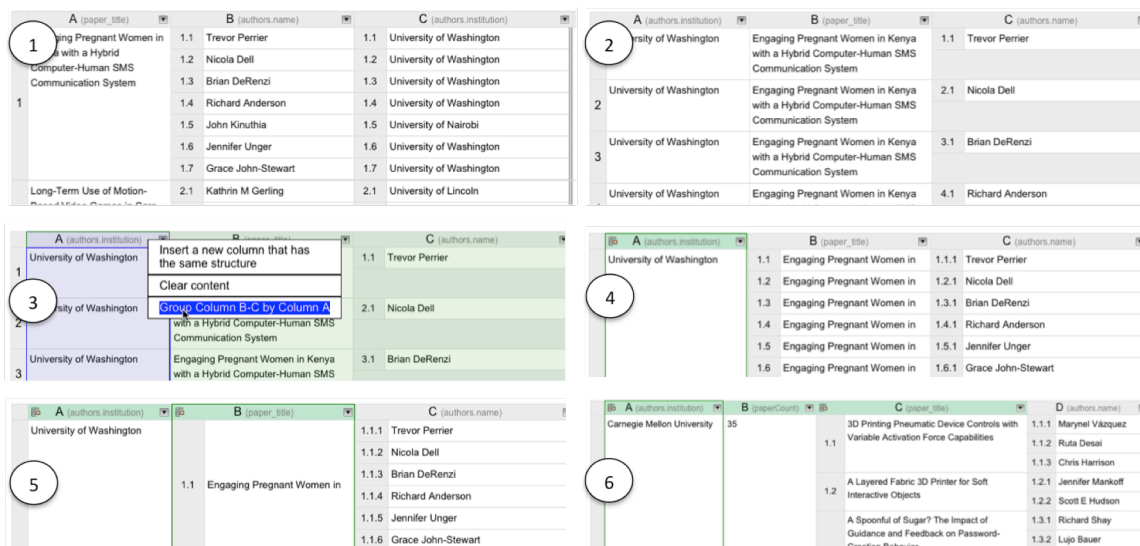 A (paper_title) B (authors.name) C (authors.institution)
1
ging Pregnant Women in 1.1 Trevor Perrier 1.1 University of Washington
a with a Hybrid
1.2 Nicola Dell 1.2 University of Washington
Computer-Human SMS
Communication System 1.3 Brian DeRenzi 1.3 University of Washington
1 1.4 Richard Anderson 1.4 University of Washington
1.5 John Kinuthia 1.5 University of Nairobi
1.6 Jennifer Unger 1.6 University of Washington
1.7 Grace John-Stewart 1.7 University of Washington
Long-Term Use of Motion- 2.1 Kathrin M Gerling 2.1 University of Lincoln
Based Video Games in Care
A (authors.institution) B (paper_title) C (authors.name)
2
rsity of Washington Engaging Pregnant Women in Kenya 1.1 Trevor Perrier
with a Hybrid Computer-Human SMS
Communication System
2 University of Washington Engaging Pregnant Women in Kenya 2.1 Nicola Dell
with a Hybrid Computer-Human SMS
Communication System
3 University of Washington Engaging Pregnant Women in Kenya 3.1 Brian DeRenzi
with a Hybrid Computer-Human SMS
Communication System
University of Washington Engaging Pregnant Women in Kenya 4.1 Richard Anderson
A (authors.institution) B (paper_title) C (authors.name)
Insert a new column that has
the same structure
Clear content
Group Column B-C by Column A
3
1 University of Washington 1.1 Trevor Perrier
2 sity of Washington 2.1 Nicola Dell
with a Hybrid Computer-Human SMS
Communication System
3 University of Washington Engaging Pregnant Women in Kenya 3.1 Brian DeRenzi
with a Hybrid Computer-Human SMS
A (authors.institution) B (paper_title) C (authors.name)
4
University of Washington 1.1 Engaging Pregnant Women in 1.1.1 Trevor Perrier
1.2 Engaging Pregnant Women in 1.2.1 Nicola Dell
1.3 Engaging Pregnant Women in 1.3.1 Brian DeRenzi
1.4 Engaging Pregnant Women in 1.4.1 Richard Anderson
1.5 Engaging Pregnant Women in 1.5.1 Jennifer Unger
1.6 Engaging Pregnant Women in 1.6.1 Grace John-Stewart
A (authors.institution) B (paper_title) C (authors.name)
5
University of Washington 1.1.1 Trevor Perrier
1.1.2 Nicola Dell
1.1.3 Brian DeRenzi
1.1 Engaging Pregnant Women in 1.1.4 Richard Anderson
1.1.5 Jennifer Unger
1.1.6 Grace John-Stewart
A (authors.institution) B (paperCount) C (paper_title) D (authors.name)
6
Carnegie Mellon University 35 1.1 3D Printing Pneumatic Device Controls with 1.1.1 Marynel Vázquez
Variable Activation Force Capabilities 1.1.2 Ruta Desai
1.1.3 Chris Harrison
1.2 A Layered Fabric 3D Printer for Soft 1.2.1 Jennifer Mankoff
Interactive Objects 1.2.2 Scott E Hudson
A Spoonful of Sugar? The Impact of 1.3.1 Richard Shay
Guidance and Feedback on Password- 1.3.2 Lujo Bauer
Creation Behavior